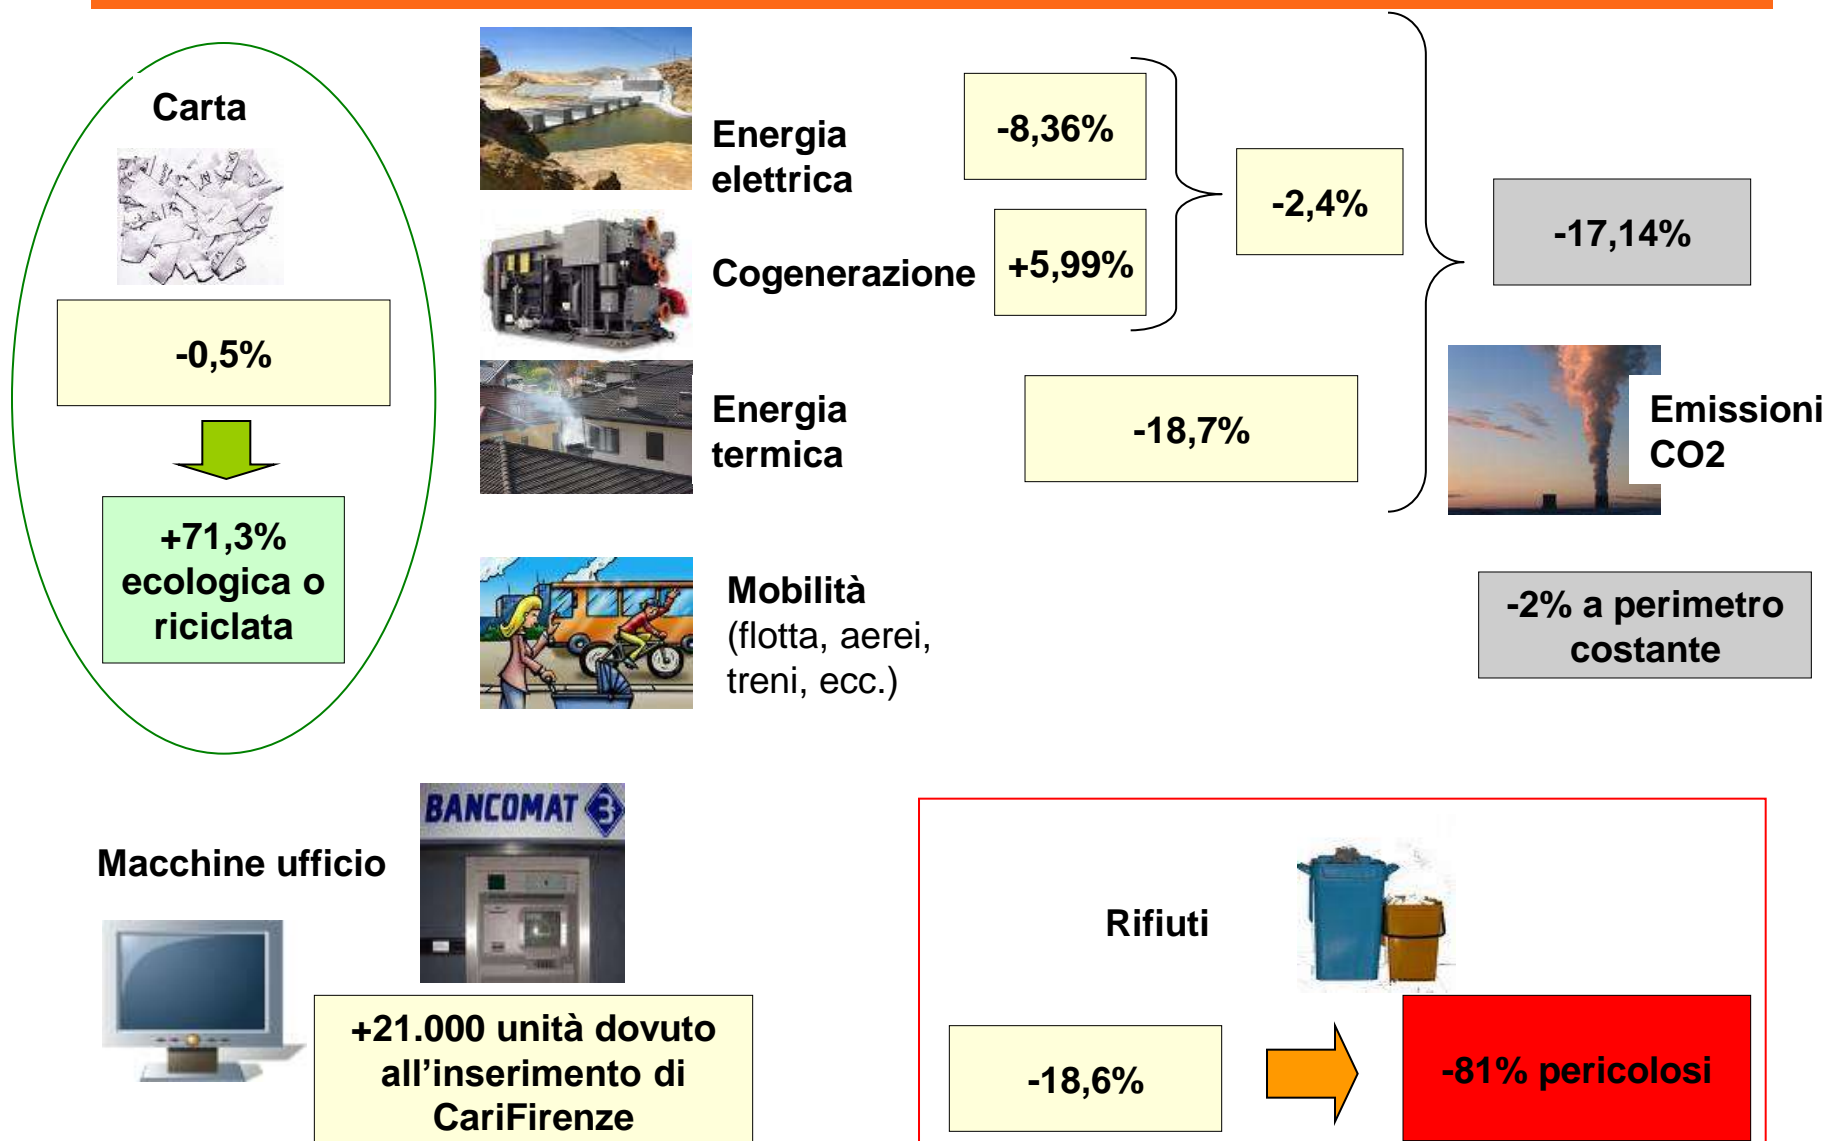 Carta
-0,5%
+71,3%
ecologica o
riciclata
Energia
elettrica
-8,36%
Cogenerazione
+5,99%
-2,4%
-17,14%
Energia
termica
-18,7%
Emissioni
CO2
Mobilità
(flotta, aerei,
treni, ecc.)
-2% a perimetro
costante
Macchine ufficio
BANCOMAT
+21.000 unità dovuto
all’inserimento di
CariFirenze
Rifiuti
-18,6%
-81% pericolosi